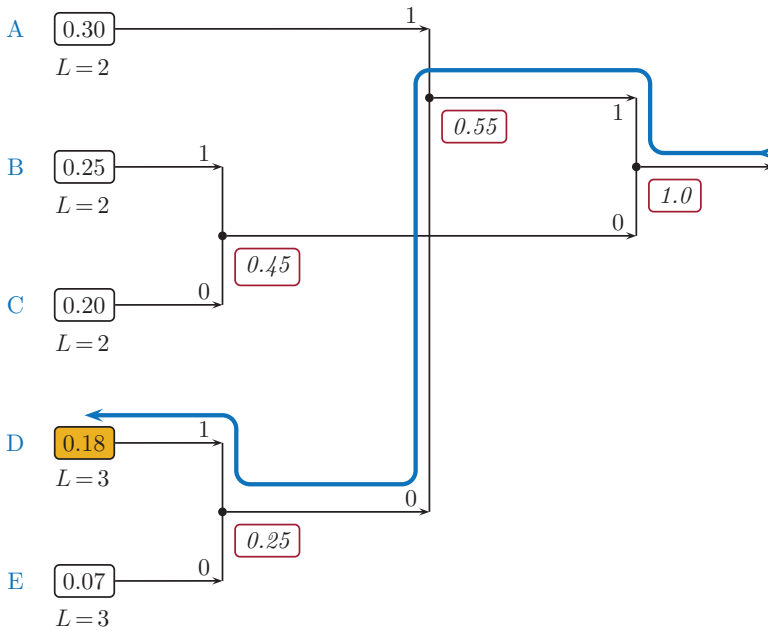 A 0.30 1
L = 2
0.55 1
B 0.25 1
L = 2
1.0
0
0.45
C 0.20 0
L = 2
D 0.18 1
L = 3
0
0.25
E 0.07 0
L = 3